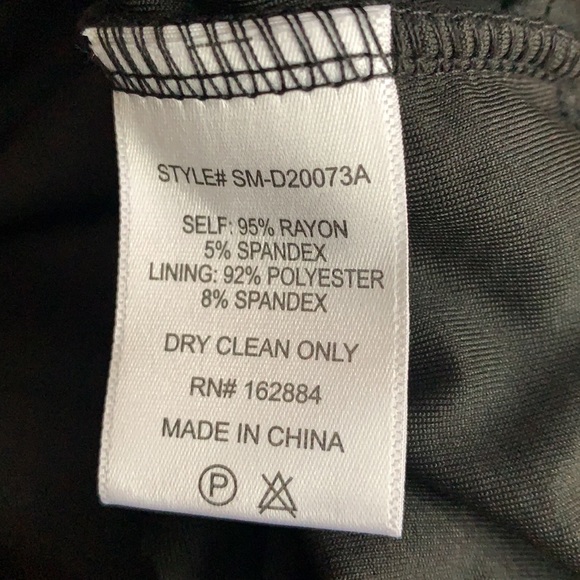 STYLE# SM-D20073A
SELF: 95% RAYON
5% SPANDEX
LINING: 92% POLYESTER
8% SPANDEX
DRY CLEAN ONLY
RN# 162884
MADE IN CHINA
P